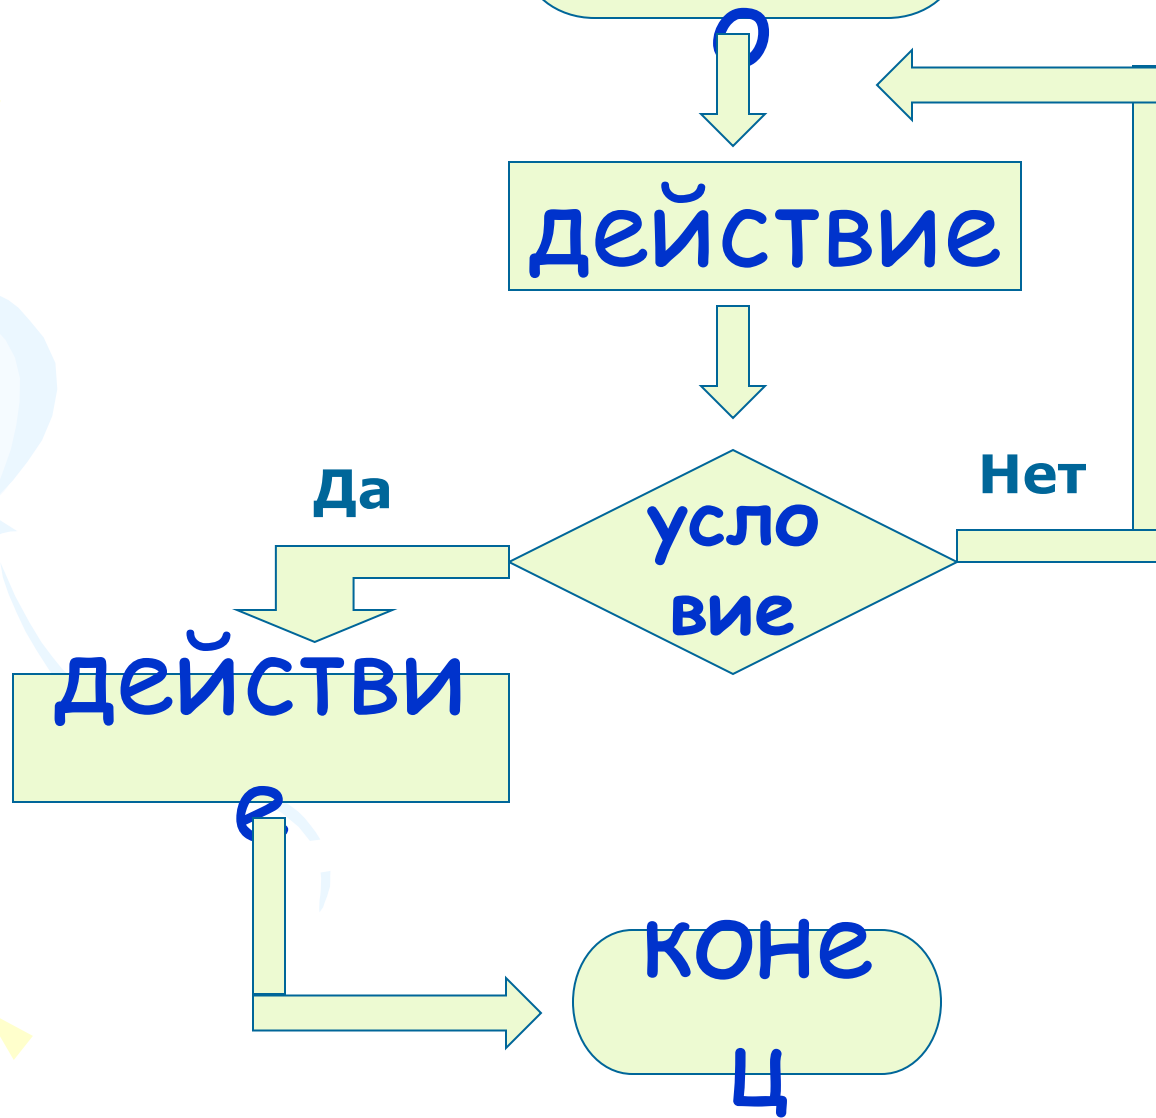 о
действие
Да
Нет
усло
вие
действи
е
коне
ц